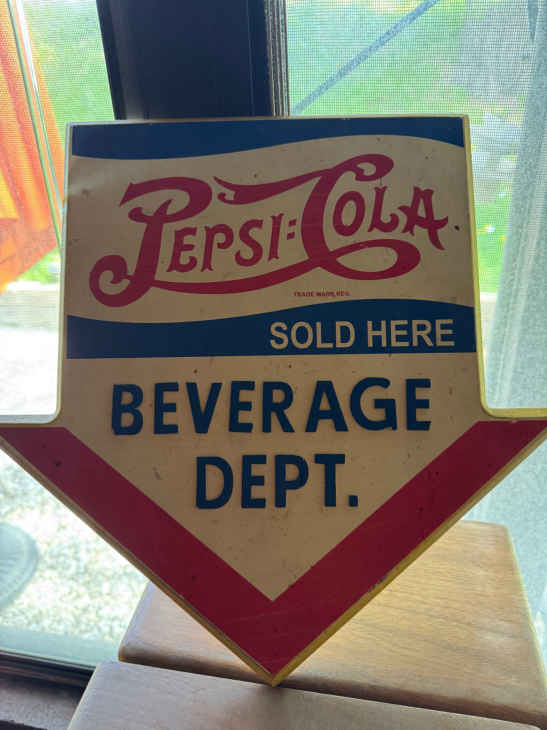 PEPSI:COLA
TRADE MARK, REG.
SOLD HERE
BEVERAGE
DEPT.